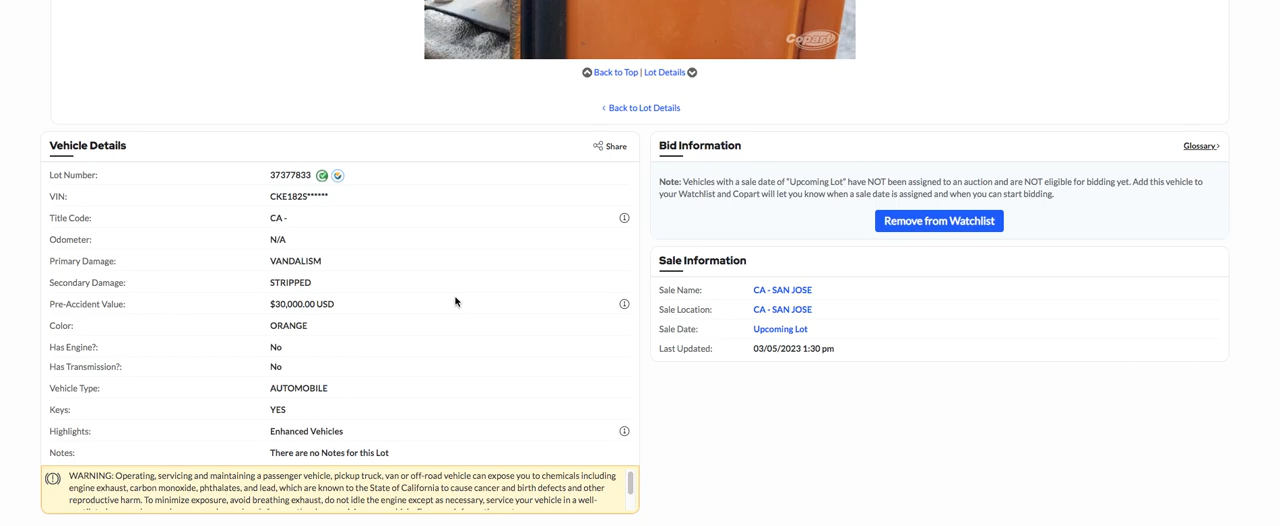 Copart
Back to Top | Lot Details
‹ Back to Lot Details
Vehicle Details
Share
Lot Number: 37377833
VIN: CKE182S******
Title Code: CA -
Odometer: N/A
Primary Damage: VANDALISM
Secondary Damage: STRIPPED
Pre-Accident Value: $30,000.00 USD
Color: ORANGE
Has Engine?: No
Has Transmission?: No
Vehicle Type: AUTOMOBILE
Keys: YES
Highlights: Enhanced Vehicles
Notes: There are no Notes for this Lot
WARNING: Operating, servicing and maintaining a passenger vehicle, pickup truck, van or off-road vehicle can expose you to chemicals including
engine exhaust, carbon monoxide, phthalates, and lead, which are known to the State of California to cause cancer and birth defects and other
reproductive harm. To minimize exposure, avoid breathing exhaust, do not idle the engine except as necessary, service your vehicle in a well-
Bid Information
Glossary ›
Note: Vehicles with a sale date of "Upcoming Lot" have NOT been assigned to an auction and are NOT eligible for bidding yet. Add this vehicle to
your Watchlist and Copart will let you know when a sale date is assigned and when you can start bidding.
Remove from Watchlist
Sale Information
Sale Name: CA - SAN JOSE
Sale Location: CA - SAN JOSE
Sale Date: Upcoming Lot
Last Updated: 03/05/2023 1:30 pm